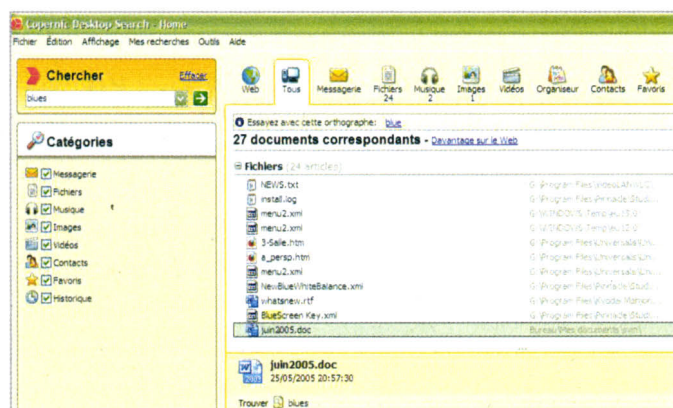 Copernic Desktop Search - Home
Fichier Édition Affichage Mes recherches Outils Aide
Chercher
Effacer
blues
Catégories
Messagerie
Fichiers
Musique
Images
Vidéos
Contacts
Favoris
Historique
Web
Tous
Messagerie
Fichiers
24
Musique
2
Images
1
Vidéos
Organiseur
Contacts
Favoris
Essayez avec cette orthographe: blue
27 documents correspondants - Davantage sur le Web
Fichiers (24 articles)
NEWS.txt
install.log
menu2.xml
menu2.xml
3-Salle.htm
a_persp.htm
menu2.xml
NewBlueWhiteBalance.xml
whatsnew.rtf
BlueScreen Key.xml
juin2005.doc Bureau\Mes documents\svm\
juin2005.doc
25/05/2005 20:57:30
Trouver blues